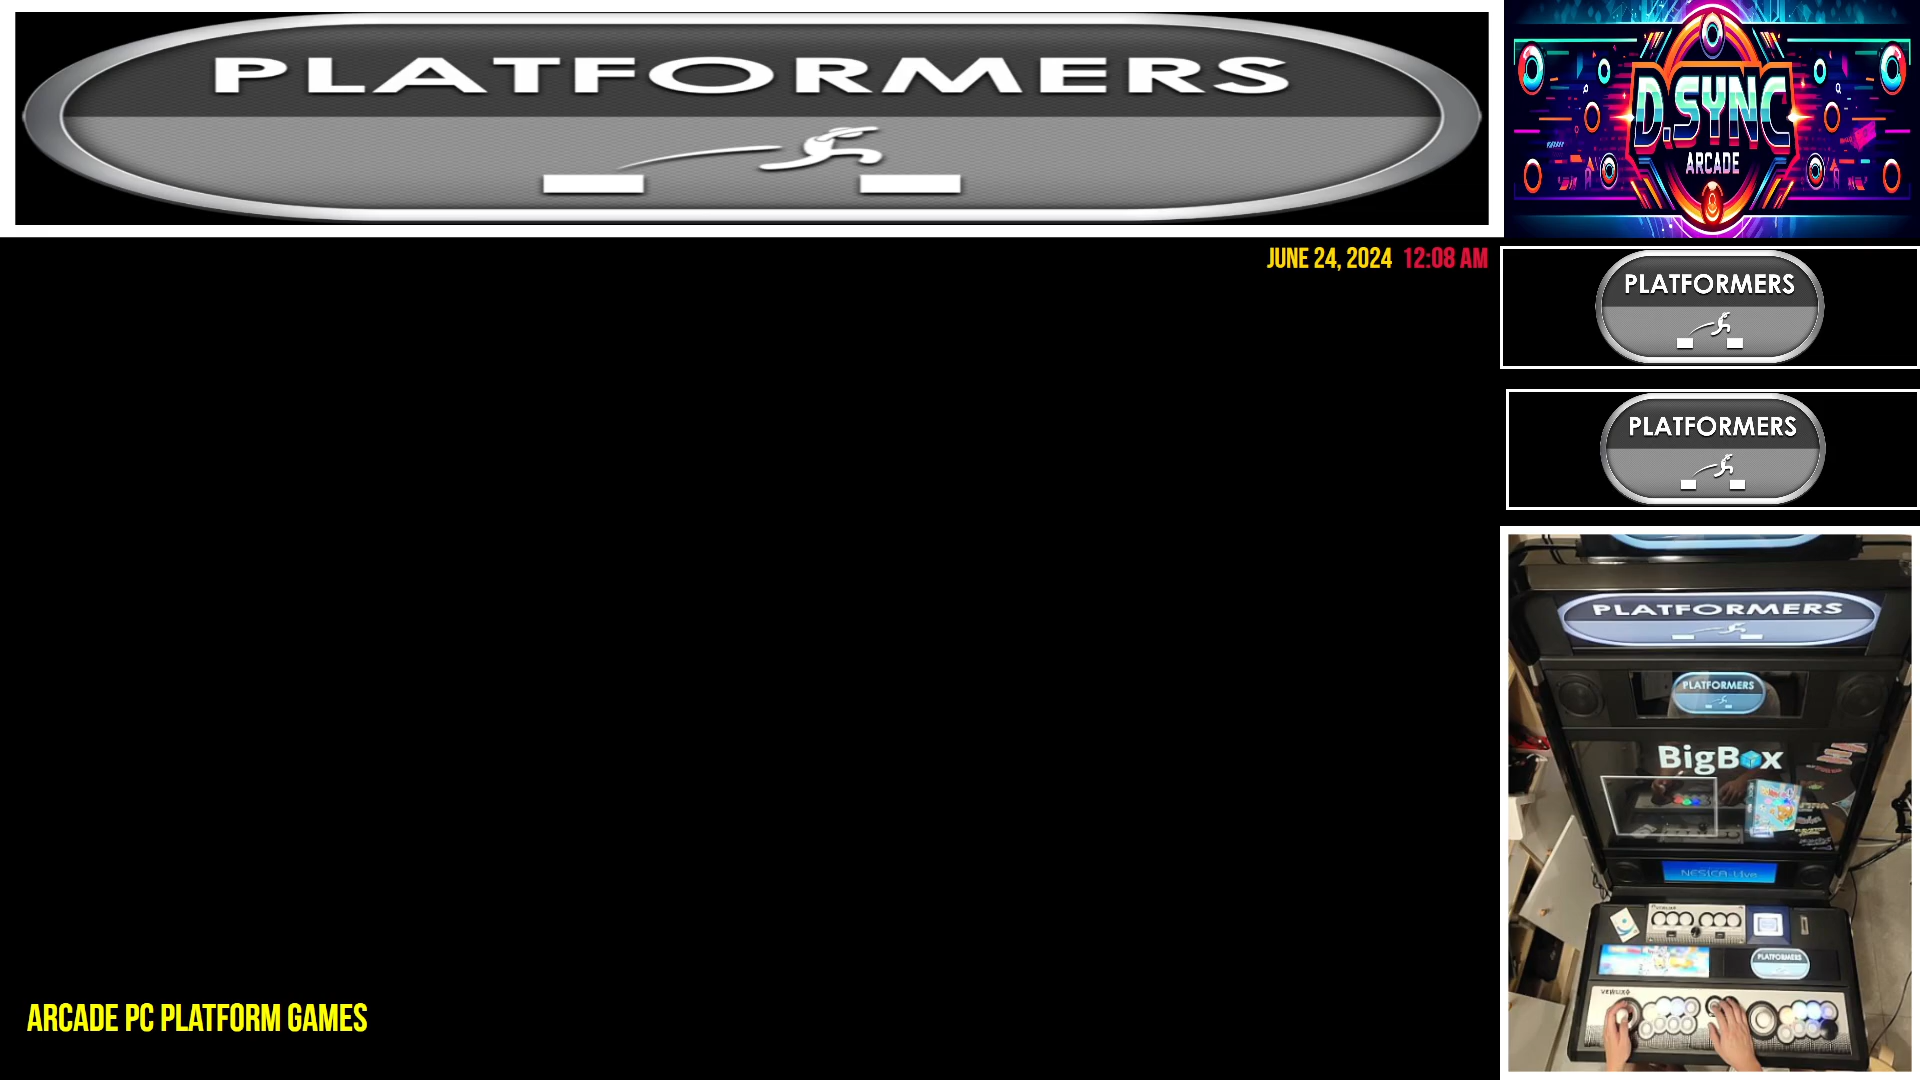 PLATFORMERS
D.SYNC
ARCADE
JUNE 24, 2024 12:08 AM
PLATFORMERS
PLATFORMERS
PLATFORMERS
PLATFORMERS
BigBox
NESiCA-Live
PLATFORMERS
VEWLIX
ARCADE PC PLATFORM GAMES